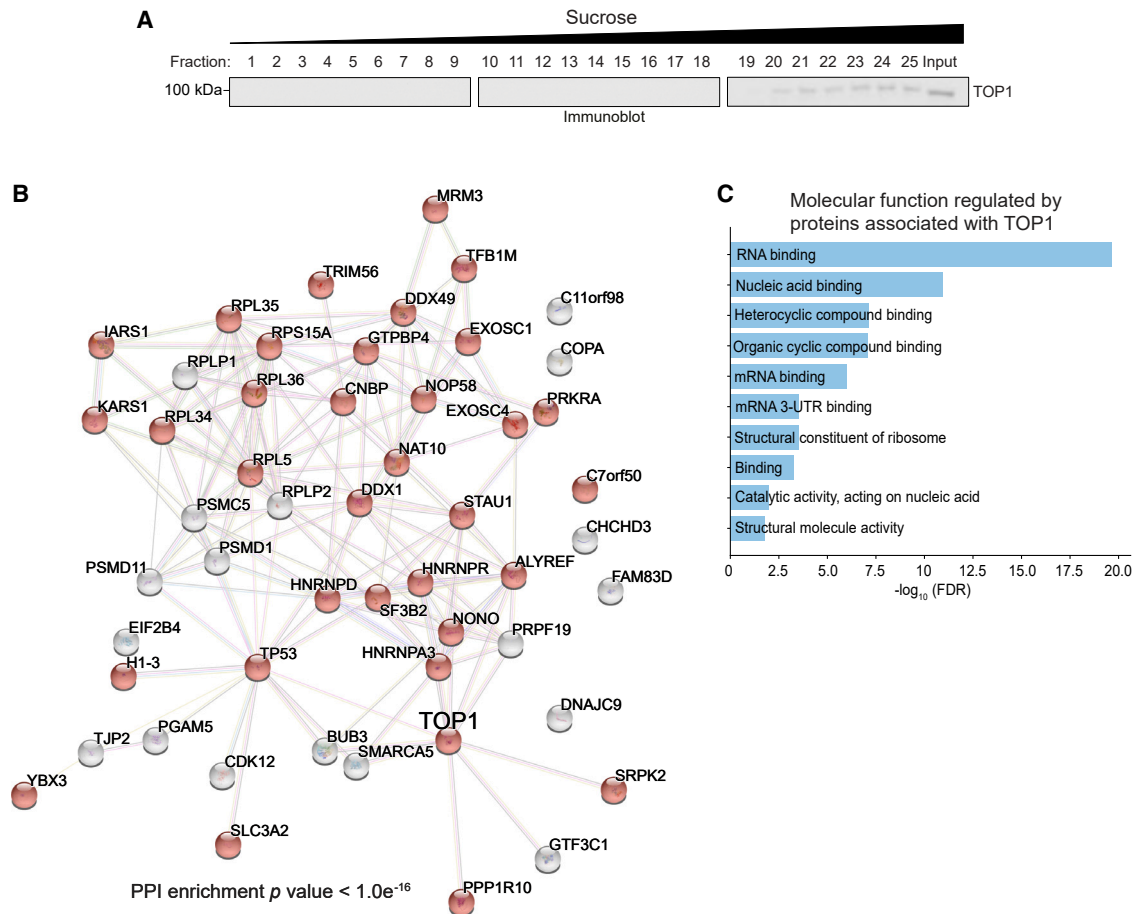 A
Sucrose
Fraction: 1 2 3 4 5 6 7 8 9 10 11 12 13 14 15 16 17 18 19 20 21 22 23 24 25 Input
100 kDa
TOP1
Immunoblot
B
MRM3
TFB1M
TRIM56
DDX49
C11orf98
RPL35
IARS1
RPS15A
GTPBP4
EXOSC1
COPA
RPLP1
RPL36
CNBP
NOP58
PRKRA
KARS1
RPL34
EXOSC4
NAT10
RPL5
C7orf50
RPLP2
DDX1
STAU1
PSMC5
CHCHD3
PSMD1
PSMD11
HNRNPR
ALYREF
FAM83D
HNRNPD
SF3B2
NONO
PRPF19
EIF2B4
TP53
HNRNPA3
H1-3
DNAJC9
TOP1
PGAM5
BUB3
TJP2
SMARCA5
CDK12
YBX3
SRPK2
SLC3A2
GTF3C1
PPP1R10
PPI enrichment p value < 1.0e-16
C
Molecular function regulated by
proteins associated with TOP1
RNA binding
Nucleic acid binding
Heterocyclic compound binding
Organic cyclic compound binding
mRNA binding
mRNA 3-UTR binding
Structural constituent of ribosome
Binding
Catalytic activity, acting on nucleic acid
Structural molecule activity
0 2.5 5.0 7.5 10.0 12.5 15.0 17.5 20.0
-log10 (FDR)